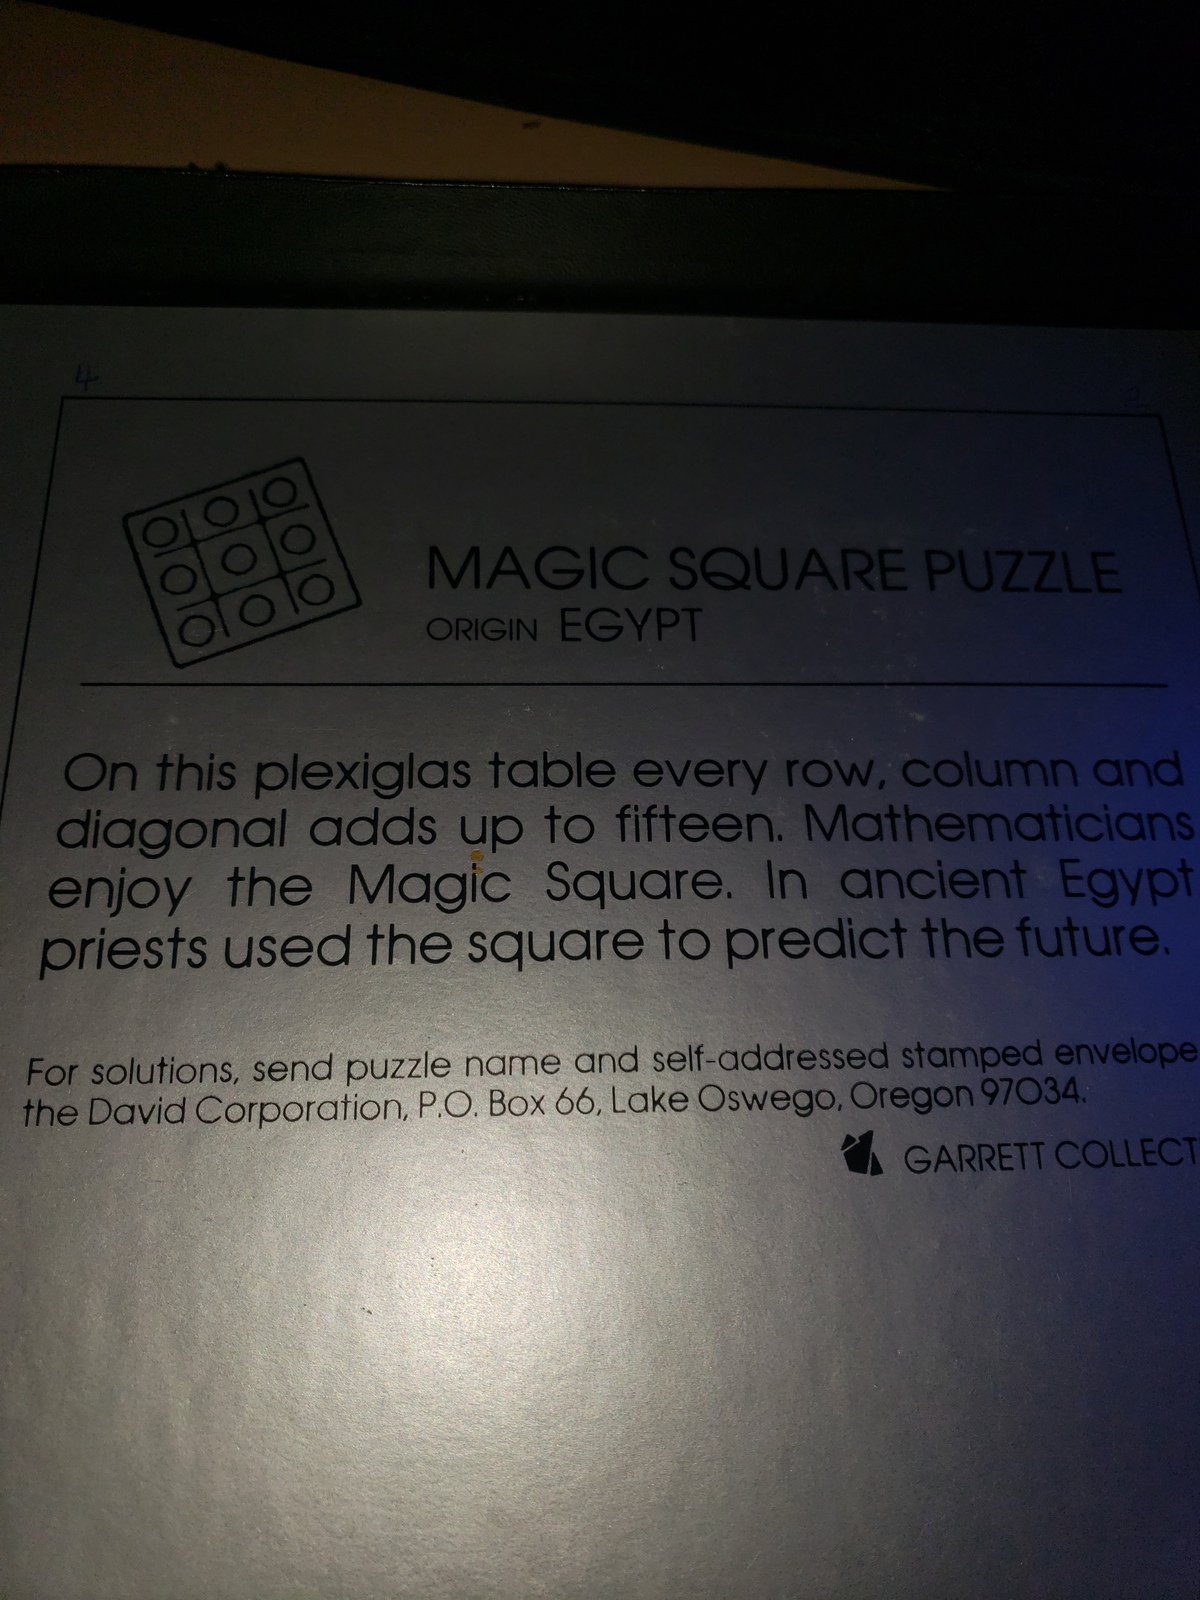 4 2
MAGIC SQUARE PUZZLE
ORIGIN EGYPT
On this plexiglas table every row, column and
diagonal adds up to fifteen. Mathematicians
enjoy the Magic Square. In ancient Egypt
priests used the square to predict the future.
For solutions, send puzzle name and self-addressed stamped envelope
the David Corporation, P.O. Box 66, Lake Oswego, Oregon 97034.
GARRETT COLLECT